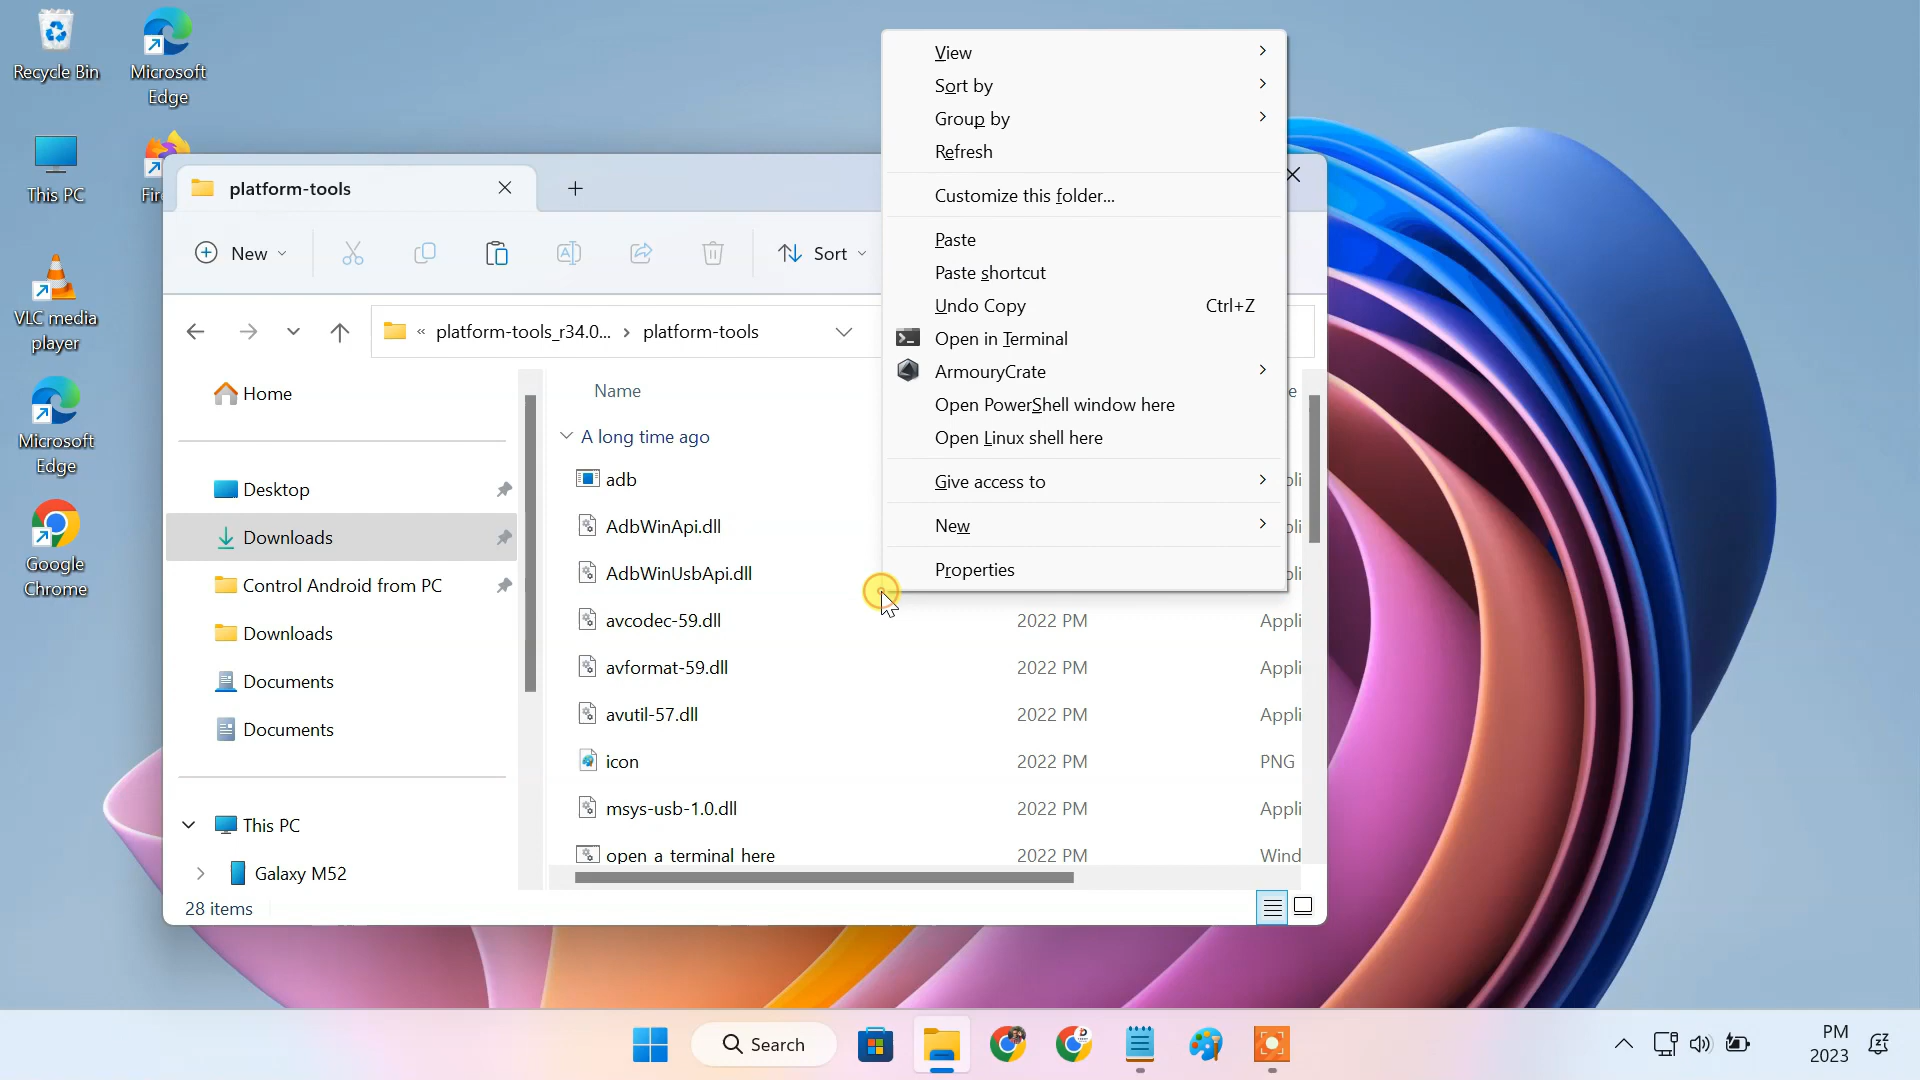 Recycle Bin
Microsoft
Edge
This PC
Fir
VLC media
player
Microsoft
Edge
Google
Chrome
platform-tools
New
Sort
« platform-tools_r34.0... > platform-tools
Home
Desktop
Downloads
Control Android from PC
Downloads
Documents
Documents
This PC
Galaxy M52
28 items
Name
e
A long time ago
adb
pli
AdbWinApi.dll
pli
AdbWinUsbApi.dll
pli
avcodec-59.dll 2022 PM Appli
avformat-59.dll 2022 PM Appli
avutil-57.dll 2022 PM Appli
icon 2022 PM PNG
msys-usb-1.0.dll 2022 PM Appli
open a terminal here 2022 PM Wind
View
Sort by
Group by
Refresh
Customize this folder...
Paste
Paste shortcut
Undo Copy Ctrl+Z
Open in Terminal
ArmouryCrate
Open PowerShell window here
Open Linux shell here
Give access to
New
Properties
Search
PM
2023